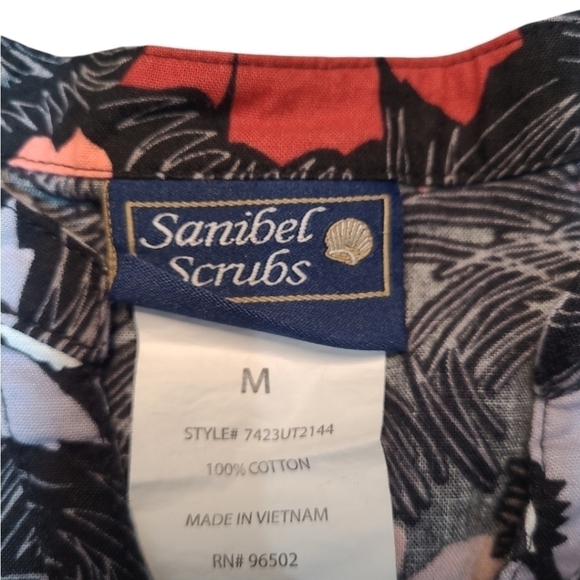 Sanibel
Scrubs
M
STYLE# 7423UT2144
100% COTTON
MADE IN VIETNAM
RN# 96502